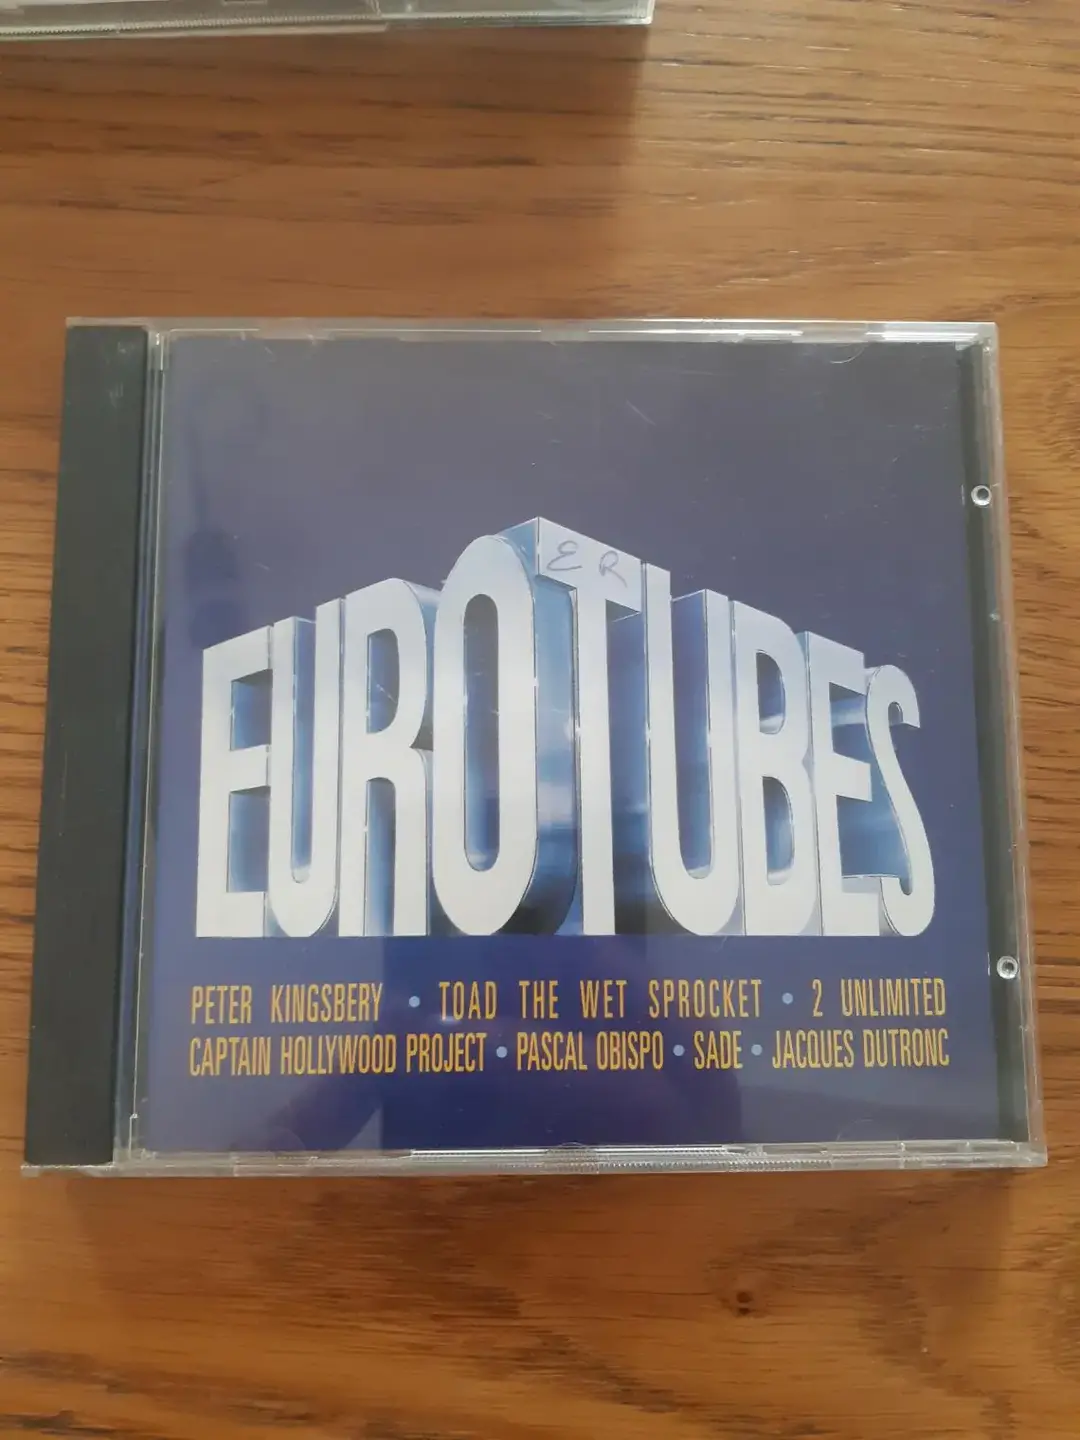 ER
EUROTUBES
PETER KINGSBERY • TOAD THE WET SPROCKET • 2 UNLIMITED
CAPTAIN HOLLYWOOD PROJECT • PASCAL OBISPO • SADE • JACQUES DUTRONC